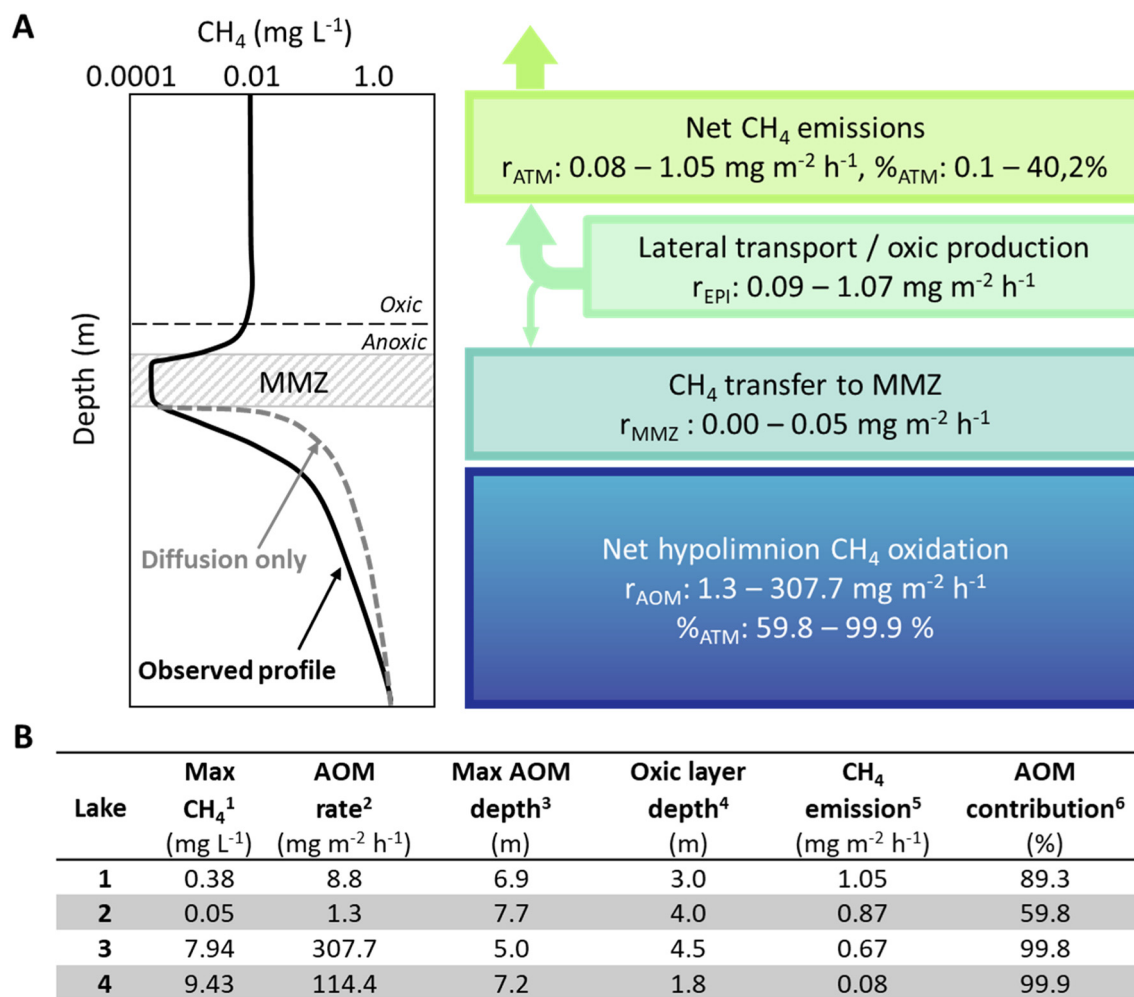 A
CH₄ (mg L⁻¹)
0.0001 0.01 1.0
Depth (m)
Oxic
Anoxic
MMZ
Diffusion only
Observed profile
Net CH₄ emissions
r_ATM: 0.08 – 1.05 mg m⁻² h⁻¹, %_ATM: 0.1 – 40,2%
Lateral transport / oxic production
r_EPI: 0.09 – 1.07 mg m⁻² h⁻¹
CH₄ transfer to MMZ
r_MMZ : 0.00 – 0.05 mg m⁻² h⁻¹
Net hypolimnion CH₄ oxidation
r_AOM: 1.3 – 307.7 mg m⁻² h⁻¹
%_ATM: 59.8 – 99.9 %
B
Max AOM Max AOM Oxic layer CH₄ AOM
Lake CH₄¹ rate² depth³ depth⁴ emission⁵ contribution⁶
(mg L⁻¹) (mg m⁻² h⁻¹) (m) (m) (mg m⁻² h⁻¹) (%)
1 0.38 8.8 6.9 3.0 1.05 89.3
2 0.05 1.3 7.7 4.0 0.87 59.8
3 7.94 307.7 5.0 4.5 0.67 99.8
4 9.43 114.4 7.2 1.8 0.08 99.9